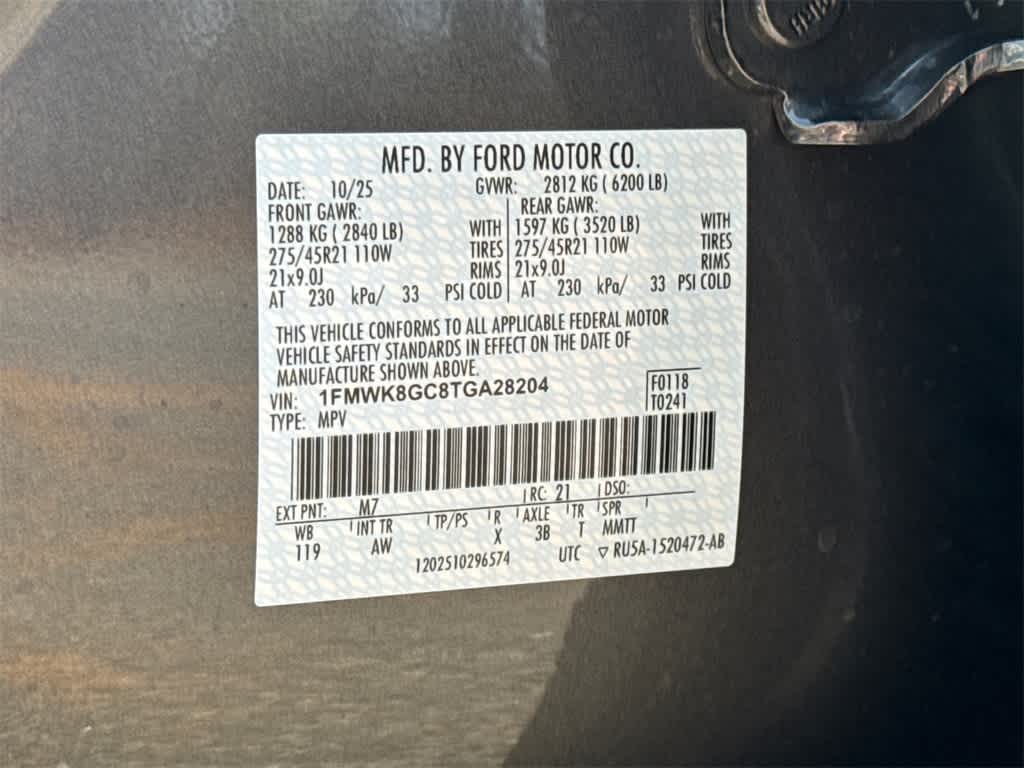 MFD. BY FORD MOTOR CO.
DATE: 10/25 GVWR: 2812 KG ( 6200 LB)
FRONT GAWR: REAR GAWR:
1288 KG ( 2840 LB) WITH 1597 KG ( 3520 LB) WITH
275/45R21 110W TIRES 275/45R21 110W TIRES
21x9.0J RIMS 21x9.0J RIMS
AT 230 kPa/ 33 PSI COLD AT 230 kPa/ 33 PSI COLD
THIS VEHICLE CONFORMS TO ALL APPLICABLE FEDERAL MOTOR
VEHICLE SAFETY STANDARDS IN EFFECT ON THE DATE OF
MANUFACTURE SHOWN ABOVE.
VIN: 1FMWK8GC8TGA28204 F0118
TYPE: MPV T0241
EXT PNT: M7 RC: 21 DSO:
WB INT TR TP/PS R AXLE TR SPR
119 AW X 3B T MMTT
1202510296574 UTC ▽ RU5A-1520472-AB